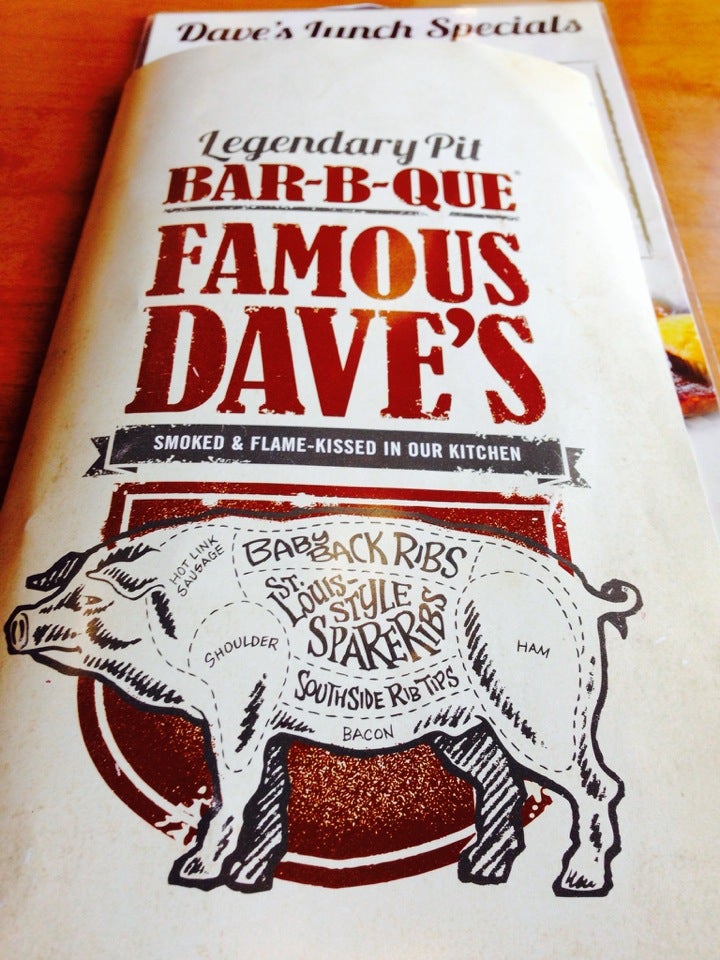 Dave's Lunch Specials
Legendary Pit
BAR-B-QUE
FAMOUS
DAVE'S
SMOKED & FLAME-KISSED IN OUR KITCHEN
HOT LINK
SAUSAGE
BABY BACK RIBS
ST.
LOUIS-
STYLE
SPARERIBS
SHOULDER
HAM
SOUTHSIDE RIB TIPS
BACON